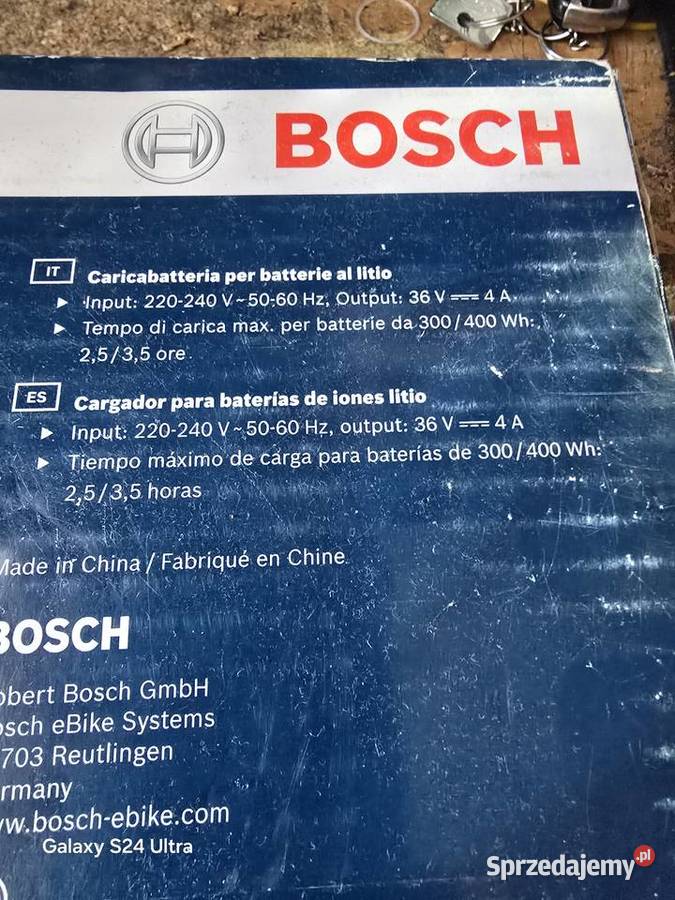 BOSCH
IT Caricabatteria per batterie al litio
Input: 220-240 V ~ 50-60 Hz, Output: 36 V ⎓ 4 A
Tempo di carica max. per batterie da 300/400 Wh:
2,5/3,5 ore
ES Cargador para baterías de iones litio
Input: 220-240 V ~ 50-60 Hz, output: 36 V ⎓ 4 A
Tiempo máximo de carga para baterías de 300/400 Wh:
2,5/3,5 horas
Made in China / Fabriqué en Chine
BOSCH
obert Bosch GmbH
osch eBike Systems
703 Reutlingen
rmany
w.bosch-ebike.com
Galaxy S24 Ultra
Sprzedajemy.pl